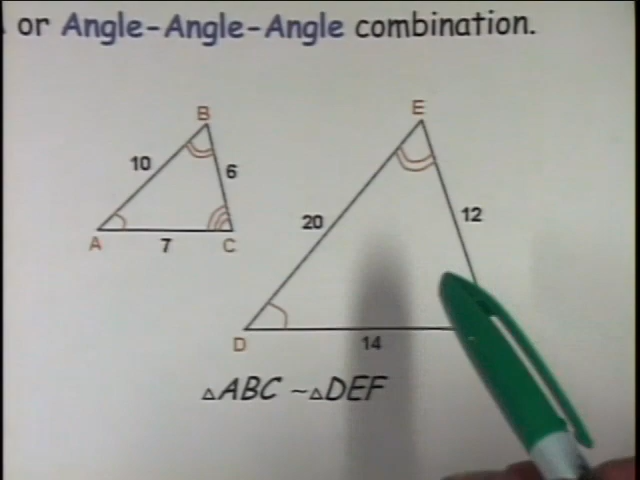 or Angle-Angle-Angle combination.
B
E
10
6
20
12
A
7
C
D
14
△ABC ~△DEF